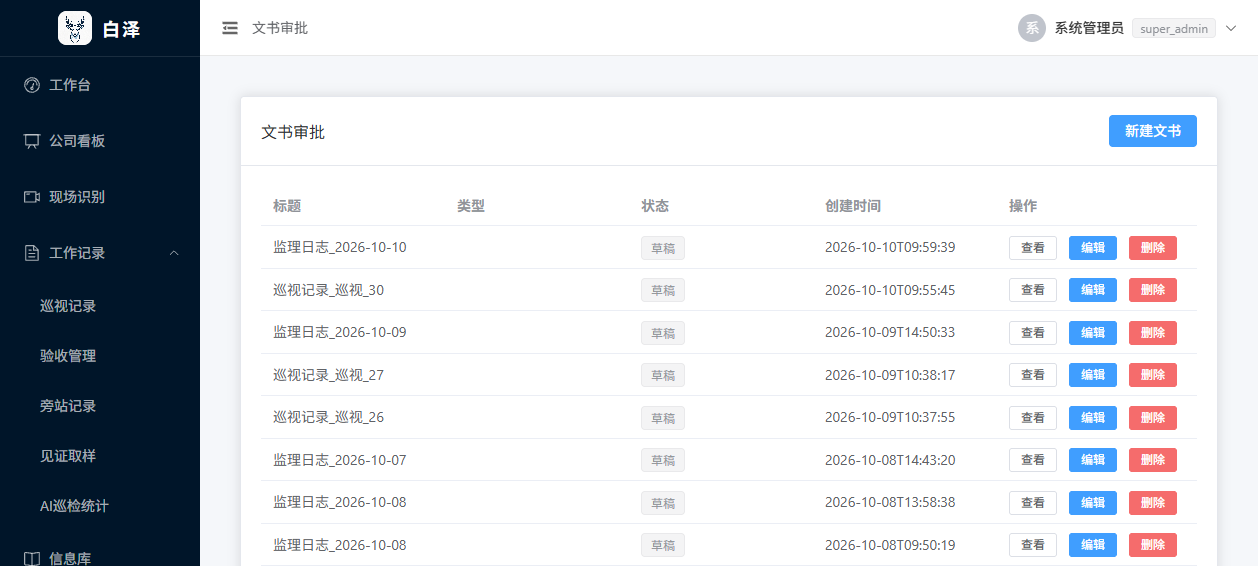 白泽
文书审批
系 系统管理员 super_admin
工作台
公司看板
现场识别
工作记录
巡视记录
验收管理
旁站记录
见证取样
AI巡检统计
信息库
文书审批 新建文书
标题 类型 状态 创建时间 操作
监理日志_2026-10-10 草稿 2026-10-10T09:59:39 查看 编辑 删除
巡视记录_巡视_30 草稿 2026-10-10T09:55:45 查看 编辑 删除
监理日志_2026-10-09 草稿 2026-10-09T14:50:33 查看 编辑 删除
巡视记录_巡视_27 草稿 2026-10-09T10:38:17 查看 编辑 删除
巡视记录_巡视_26 草稿 2026-10-09T10:37:55 查看 编辑 删除
监理日志_2026-10-07 草稿 2026-10-08T14:43:20 查看 编辑 删除
监理日志_2026-10-08 草稿 2026-10-08T13:58:38 查看 编辑 删除
监理日志_2026-10-08 草稿 2026-10-08T09:50:19 查看 编辑 删除